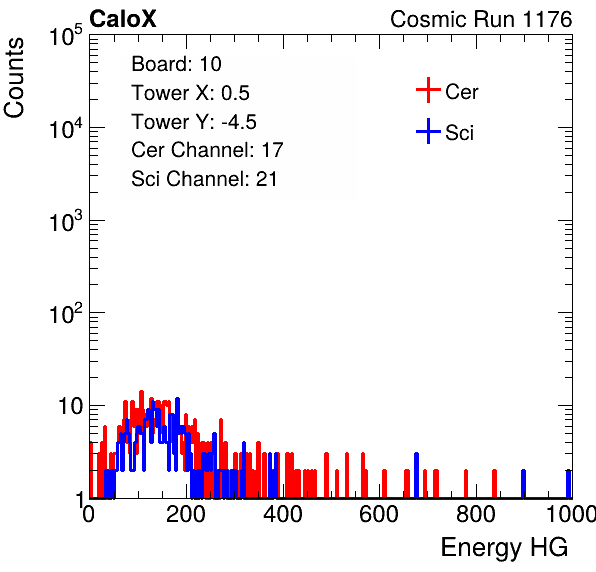 CaloX Cosmic Run 1176
Counts
10^5
10^4
10^3
10^2
10
1
Board: 10
Tower X: 0.5
Tower Y: -4.5
Cer Channel: 17
Sci Channel: 21
Cer
Sci
0 200 400 600 800 1000
Energy HG